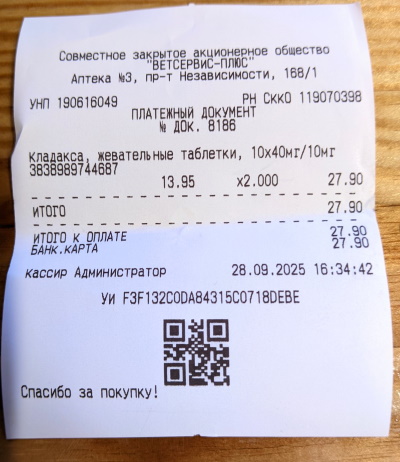 Совместное закрытое акционерное общество
"ВЕТСЕРВИС-ПЛЮС"
Аптека №3, пр-т Независимости, 168/1
УНП 190616049 РН СККО 119070398
ПЛАТЕЖНЫЙ ДОКУМЕНТ
№ ДОК. 8186
Кладакса, жевательные таблетки, 10х40мг/10мг
3838989744687
13.95 x2.000 27.90
ИТОГО 27.90
ИТОГО К ОПЛАТЕ 27.90
БАНК.КАРТА 27.90
кассир Администратор 28.09.2025 16:34:42
УИ F3F132C0DA84315C0718DEBE
Спасибо за покупку!